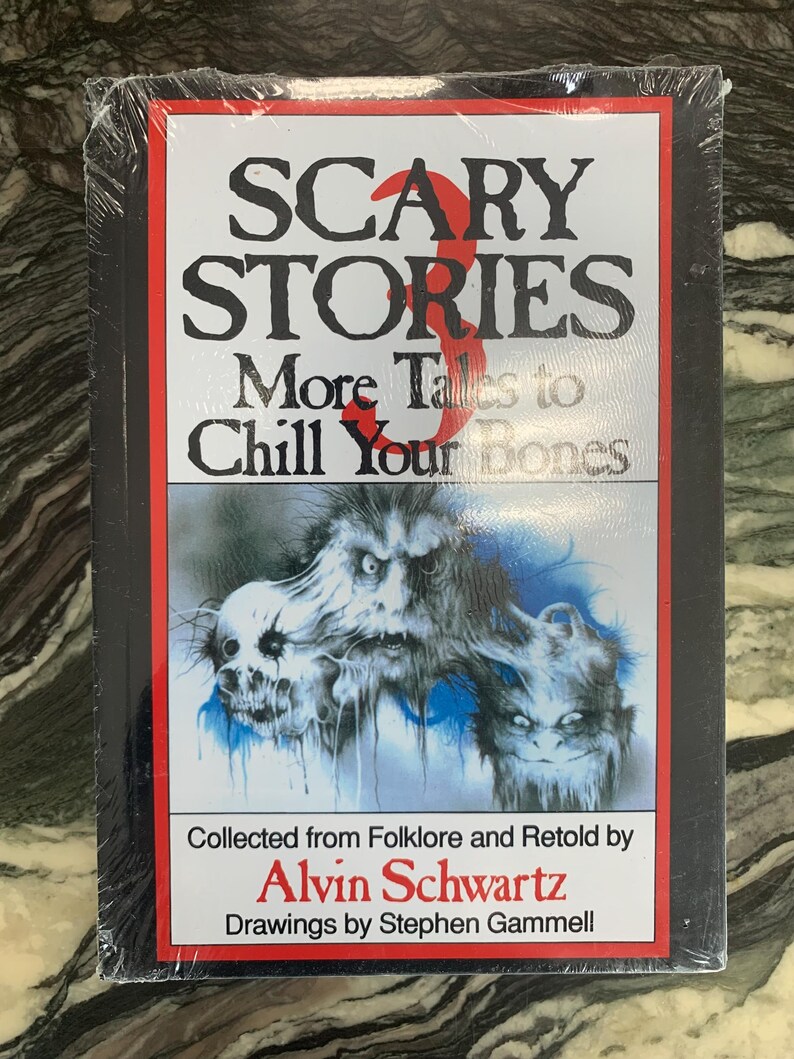 SCARY
3
STORIES
More Tales to
Chill Your Bones
Collected from Folklore and Retold by
Alvin Schwartz
Drawings by Stephen Gammell